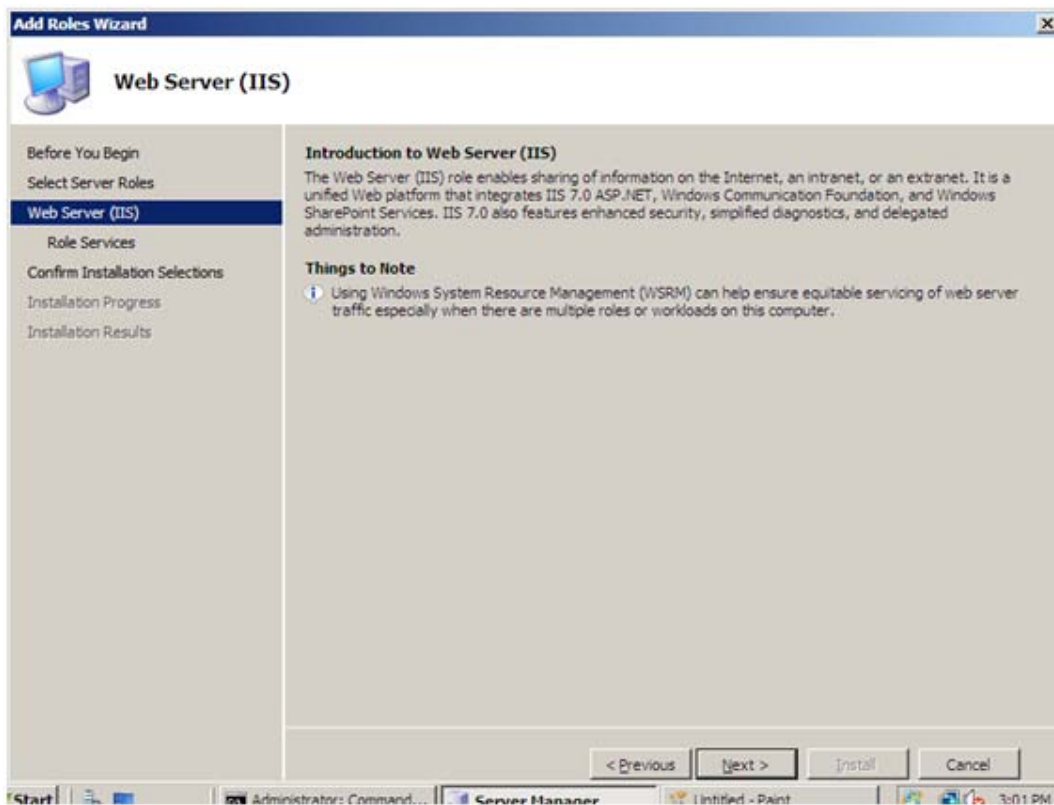 Add Roles Wizard
Web Server (IIS)
Before You Begin
Select Server Roles
Web Server (IIS)
Role Services
Confirm Installation Selections
Installation Progress
Installation Results
Introduction to Web Server (IIS)
The Web Server (IIS) role enables sharing of information on the Internet, an intranet, or an extranet. It is a
unified Web platform that integrates IIS 7.0 ASP.NET, Windows Communication Foundation, and Windows
SharePoint Services. IIS 7.0 also features enhanced security, simplified diagnostics, and delegated
administration.
Things to Note
Using Windows System Resource Management (WSRM) can help ensure equitable servicing of web server
traffic especially when there are multiple roles or workloads on this computer.
< Previous
Next >
Install
Cancel
Start
Administrator: Command...
Server Manager
Untitled - Paint
3:01 PM